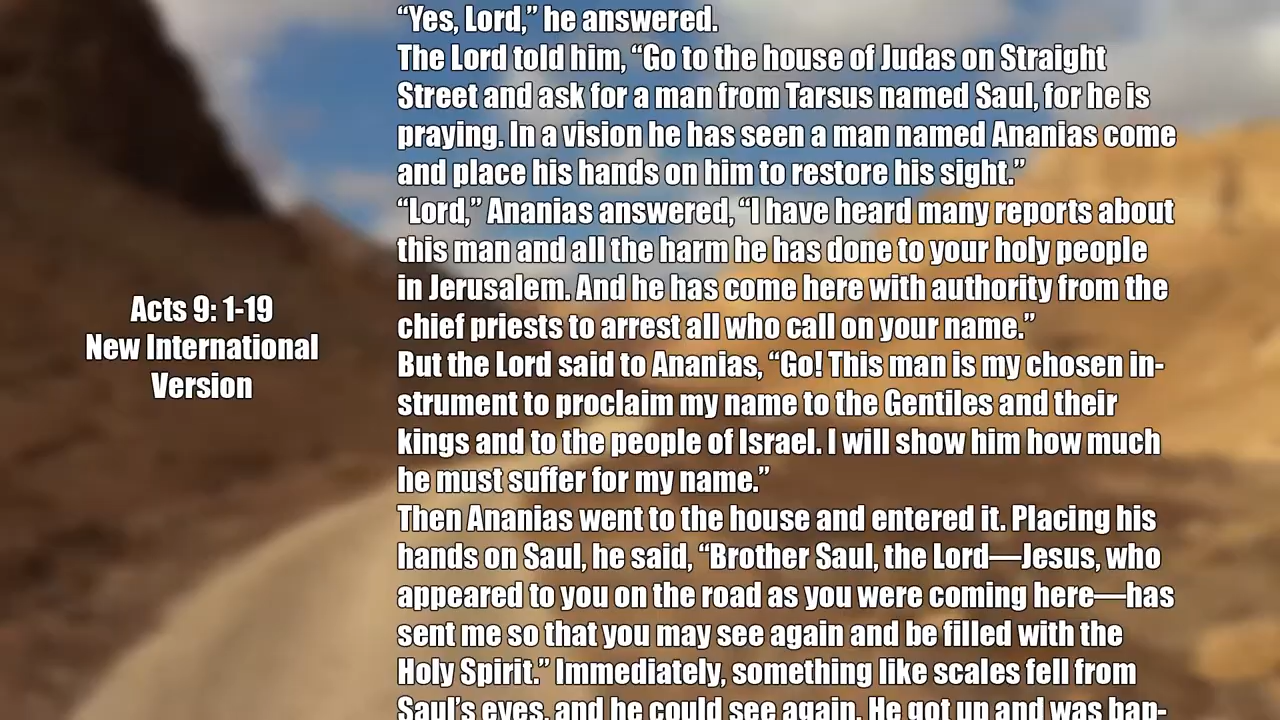 Acts 9: 1-19
New International
Version
“Yes, Lord,” he answered.
The Lord told him, “Go to the house of Judas on Straight
Street and ask for a man from Tarsus named Saul, for he is
praying. In a vision he has seen a man named Ananias come
and place his hands on him to restore his sight.”
“Lord,” Ananias answered, “I have heard many reports about
this man and all the harm he has done to your holy people
in Jerusalem. And he has come here with authority from the
chief priests to arrest all who call on your name.”
But the Lord said to Ananias, “Go! This man is my chosen in-
strument to proclaim my name to the Gentiles and their
kings and to the people of Israel. I will show him how much
he must suffer for my name.”
Then Ananias went to the house and entered it. Placing his
hands on Saul, he said, “Brother Saul, the Lord—Jesus, who
appeared to you on the road as you were coming here—has
sent me so that you may see again and be filled with the
Holy Spirit.” Immediately, something like scales fell from
Saul’s eyes, and he could see again. He got up and was bap-